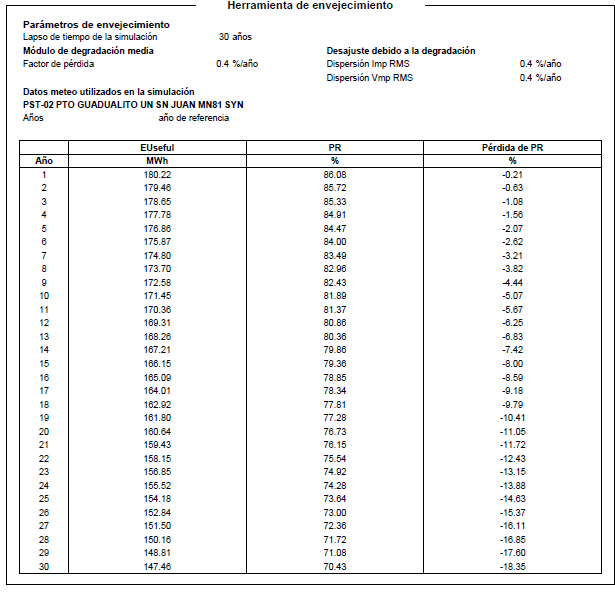 Herramienta de envejecimiento
Parámetros de envejecimiento
Lapso de tiempo de la simulación 30 años
Módulo de degradación media Desajuste debido a la degradación
Factor de pérdida 0.4 %/año Dispersión Imp RMS 0.4 %/año
Dispersión Vmp RMS 0.4 %/año
Datos meteo utilizados en la simulación
PST-02 PTO GUADUALITO UN SN JUAN MN81 SYN
Años año de referencia
EUseful PR Pérdida de PR
Año MWh % %
1 180.22 86.08 -0.21
2 179.46 85.72 -0.63
3 178.65 85.33 -1.08
4 177.78 84.91 -1.56
5 176.86 84.47 -2.07
6 175.87 84.00 -2.62
7 174.80 83.49 -3.21
8 173.70 82.96 -3.82
9 172.58 82.43 -4.44
10 171.45 81.89 -5.07
11 170.36 81.37 -5.67
12 169.31 80.86 -6.25
13 168.26 80.36 -6.83
14 167.21 79.86 -7.42
15 166.15 79.36 -8.00
16 165.09 78.85 -8.59
17 164.01 78.34 -9.18
18 162.92 77.81 -9.79
19 161.80 77.28 -10.41
20 160.64 76.73 -11.05
21 159.43 76.15 -11.72
22 158.15 75.54 -12.43
23 156.85 74.92 -13.15
24 155.52 74.28 -13.88
25 154.18 73.64 -14.63
26 152.84 73.00 -15.37
27 151.50 72.36 -16.11
28 150.16 71.72 -16.85
29 148.81 71.08 -17.60
30 147.46 70.43 -18.35